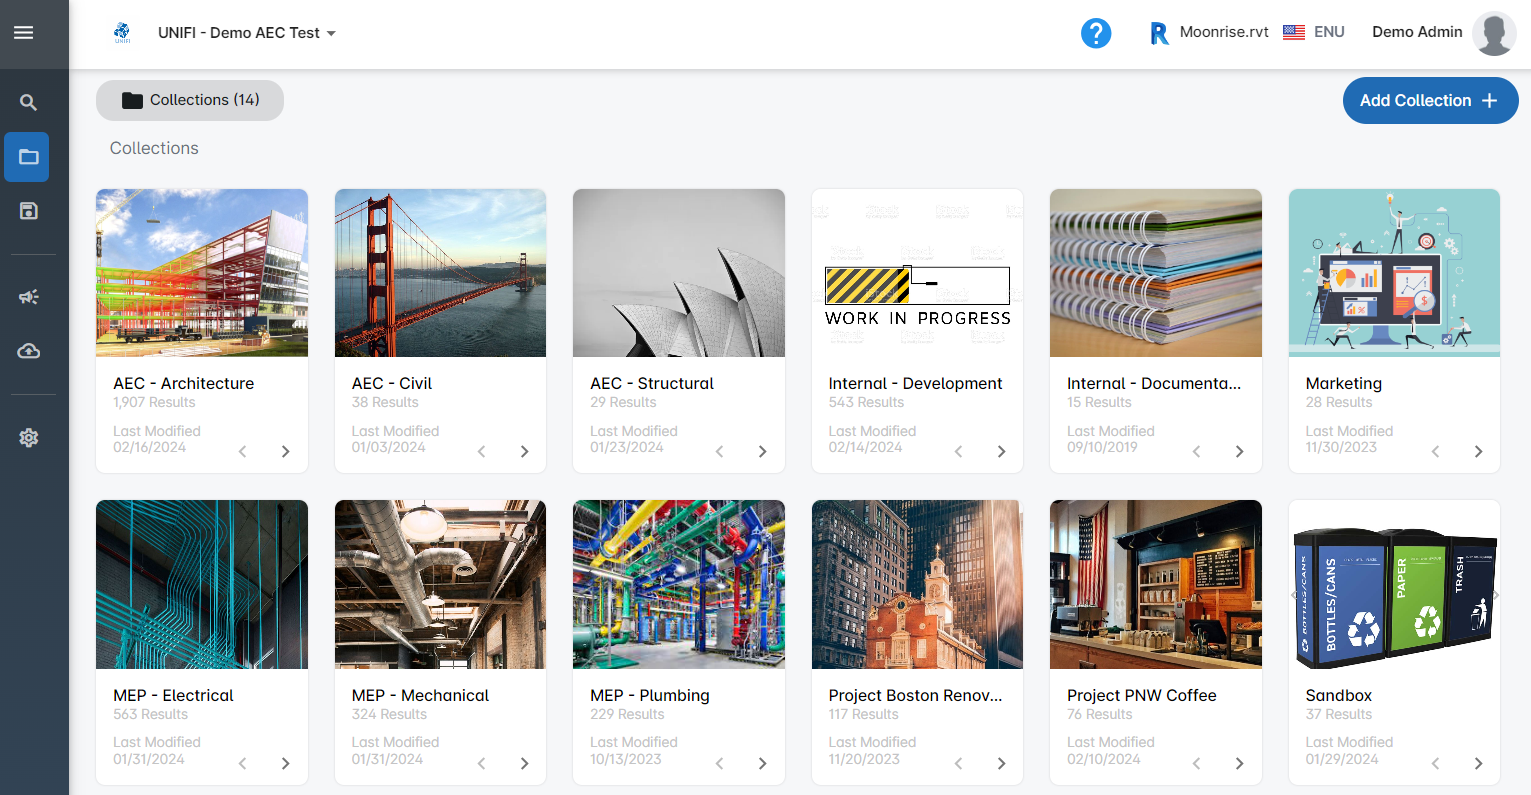 UNIFI
UNIFI - Demo AEC Test
?
R
Moonrise.rvt
ENU
Demo Admin
Collections (14)
Add Collection +
Collections
WORK IN PROGRESS
AEC - Architecture
1,907 Results
Last Modified
02/16/2024
AEC - Civil
38 Results
Last Modified
01/03/2024
AEC - Structural
29 Results
Last Modified
01/23/2024
Internal - Development
543 Results
Last Modified
02/14/2024
Internal - Documenta...
15 Results
Last Modified
09/10/2019
Marketing
28 Results
Last Modified
11/30/2023
BOTTLES/CANS
BOTTLES/CANS
PAPER
TRASH
MEP - Electrical
563 Results
Last Modified
01/31/2024
MEP - Mechanical
324 Results
Last Modified
01/31/2024
MEP - Plumbing
229 Results
Last Modified
10/13/2023
Project Boston Renov...
117 Results
Last Modified
11/20/2023
Project PNW Coffee
76 Results
Last Modified
02/10/2024
Sandbox
37 Results
Last Modified
01/29/2024